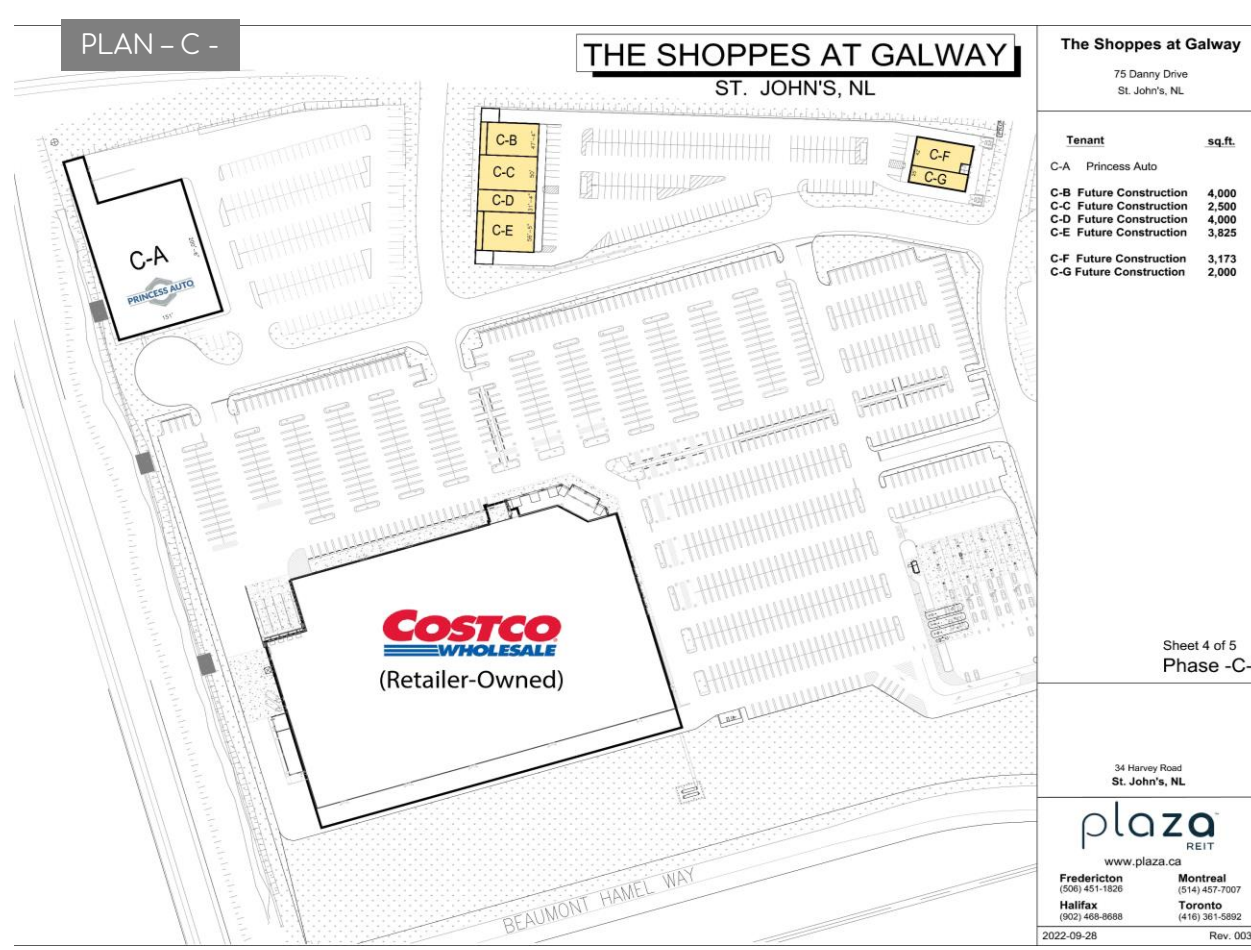 PLAN – C -
THE SHOPPES AT GALWAY
ST. JOHN'S, NL
C-A
PRINCESS AUTO
151'
C-B
47'-4"
C-C
50'
C-D
C-E
C-F
C-G
COSTCO
WHOLESALE
(Retailer-Owned)
BEAUMONT HAMEL WAY
The Shoppes at Galway
75 Danny Drive
St. John's, NL
Tenant sq.ft.
C-A Princess Auto
C-B Future Construction 4,000
C-C Future Construction 2,500
C-D Future Construction 4,000
C-E Future Construction 3,825
C-F Future Construction 3,173
C-G Future Construction 2,000
Sheet 4 of 5
Phase -C-
34 Harvey Road
St. John's, NL
plaza
REIT
www.plaza.ca
Fredericton Montreal
(506) 451-1826 (514) 457-7007
Halifax Toronto
(902) 468-8688 (416) 361-5892
2022-09-28 Rev. 003